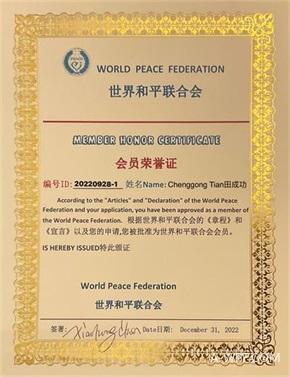 PEACE
WORLD PEACE FEDERATION
世界和平联合会
MEMBER HONOR CERTIFICATE
会员荣誉证
编号ID: 20220928-1 姓名Name: Chenggong Tian田成功
According to the "Articles" and "Declaration" of the World Peace
Federation and your application, you have been approved as a member of
the World Peace Federation. 根据世界和平联合会的《章程》和
《宣言》以及您的申请,您被批准为世界和平联合会会员。
IS HEREBY ISSUED特此颁证
World Peace Federation
世界和平联合会
签署: Date日期: December 31, 2022